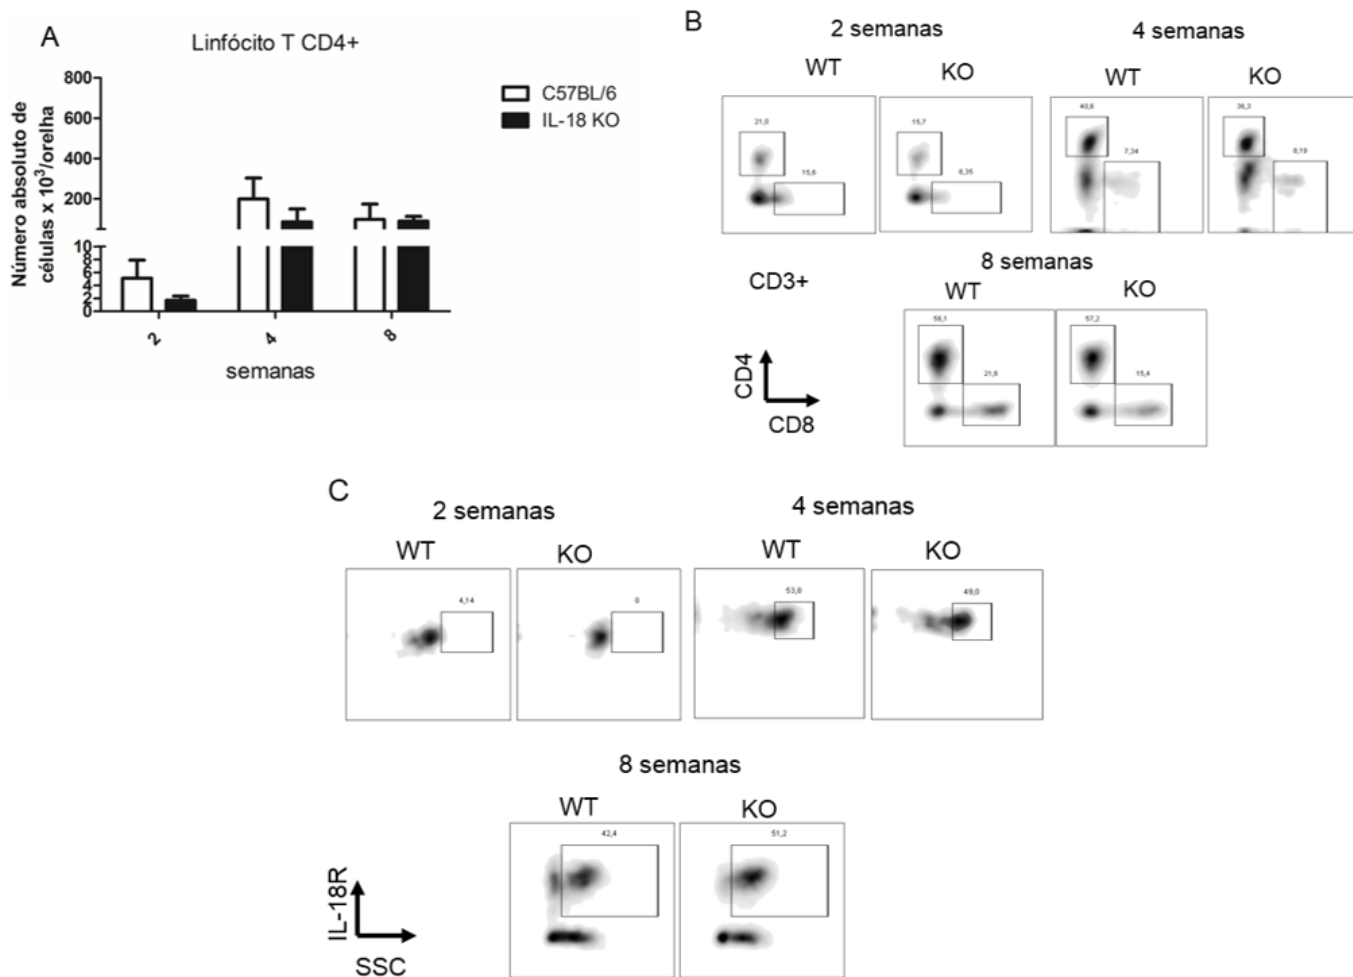 A
Linfócito T CD4+
Número absoluto de
células x 10³/orelha
800
600
400
200
10
8
6
4
2
0
C57BL/6
IL-18 KO
2
4
8
semanas
B
2 semanas
4 semanas
WT
KO
WT
KO
21,0
15,6
15,7
8,35
40,6
7,34
36,3
8,19
8 semanas
CD3+
WT
KO
56,1
21,6
57,2
15,4
CD4
CD8
C
2 semanas
4 semanas
WT
KO
WT
KO
4,14
0
53,8
49,0
8 semanas
WT
KO
42,4
51,2
IL-18R
SSC